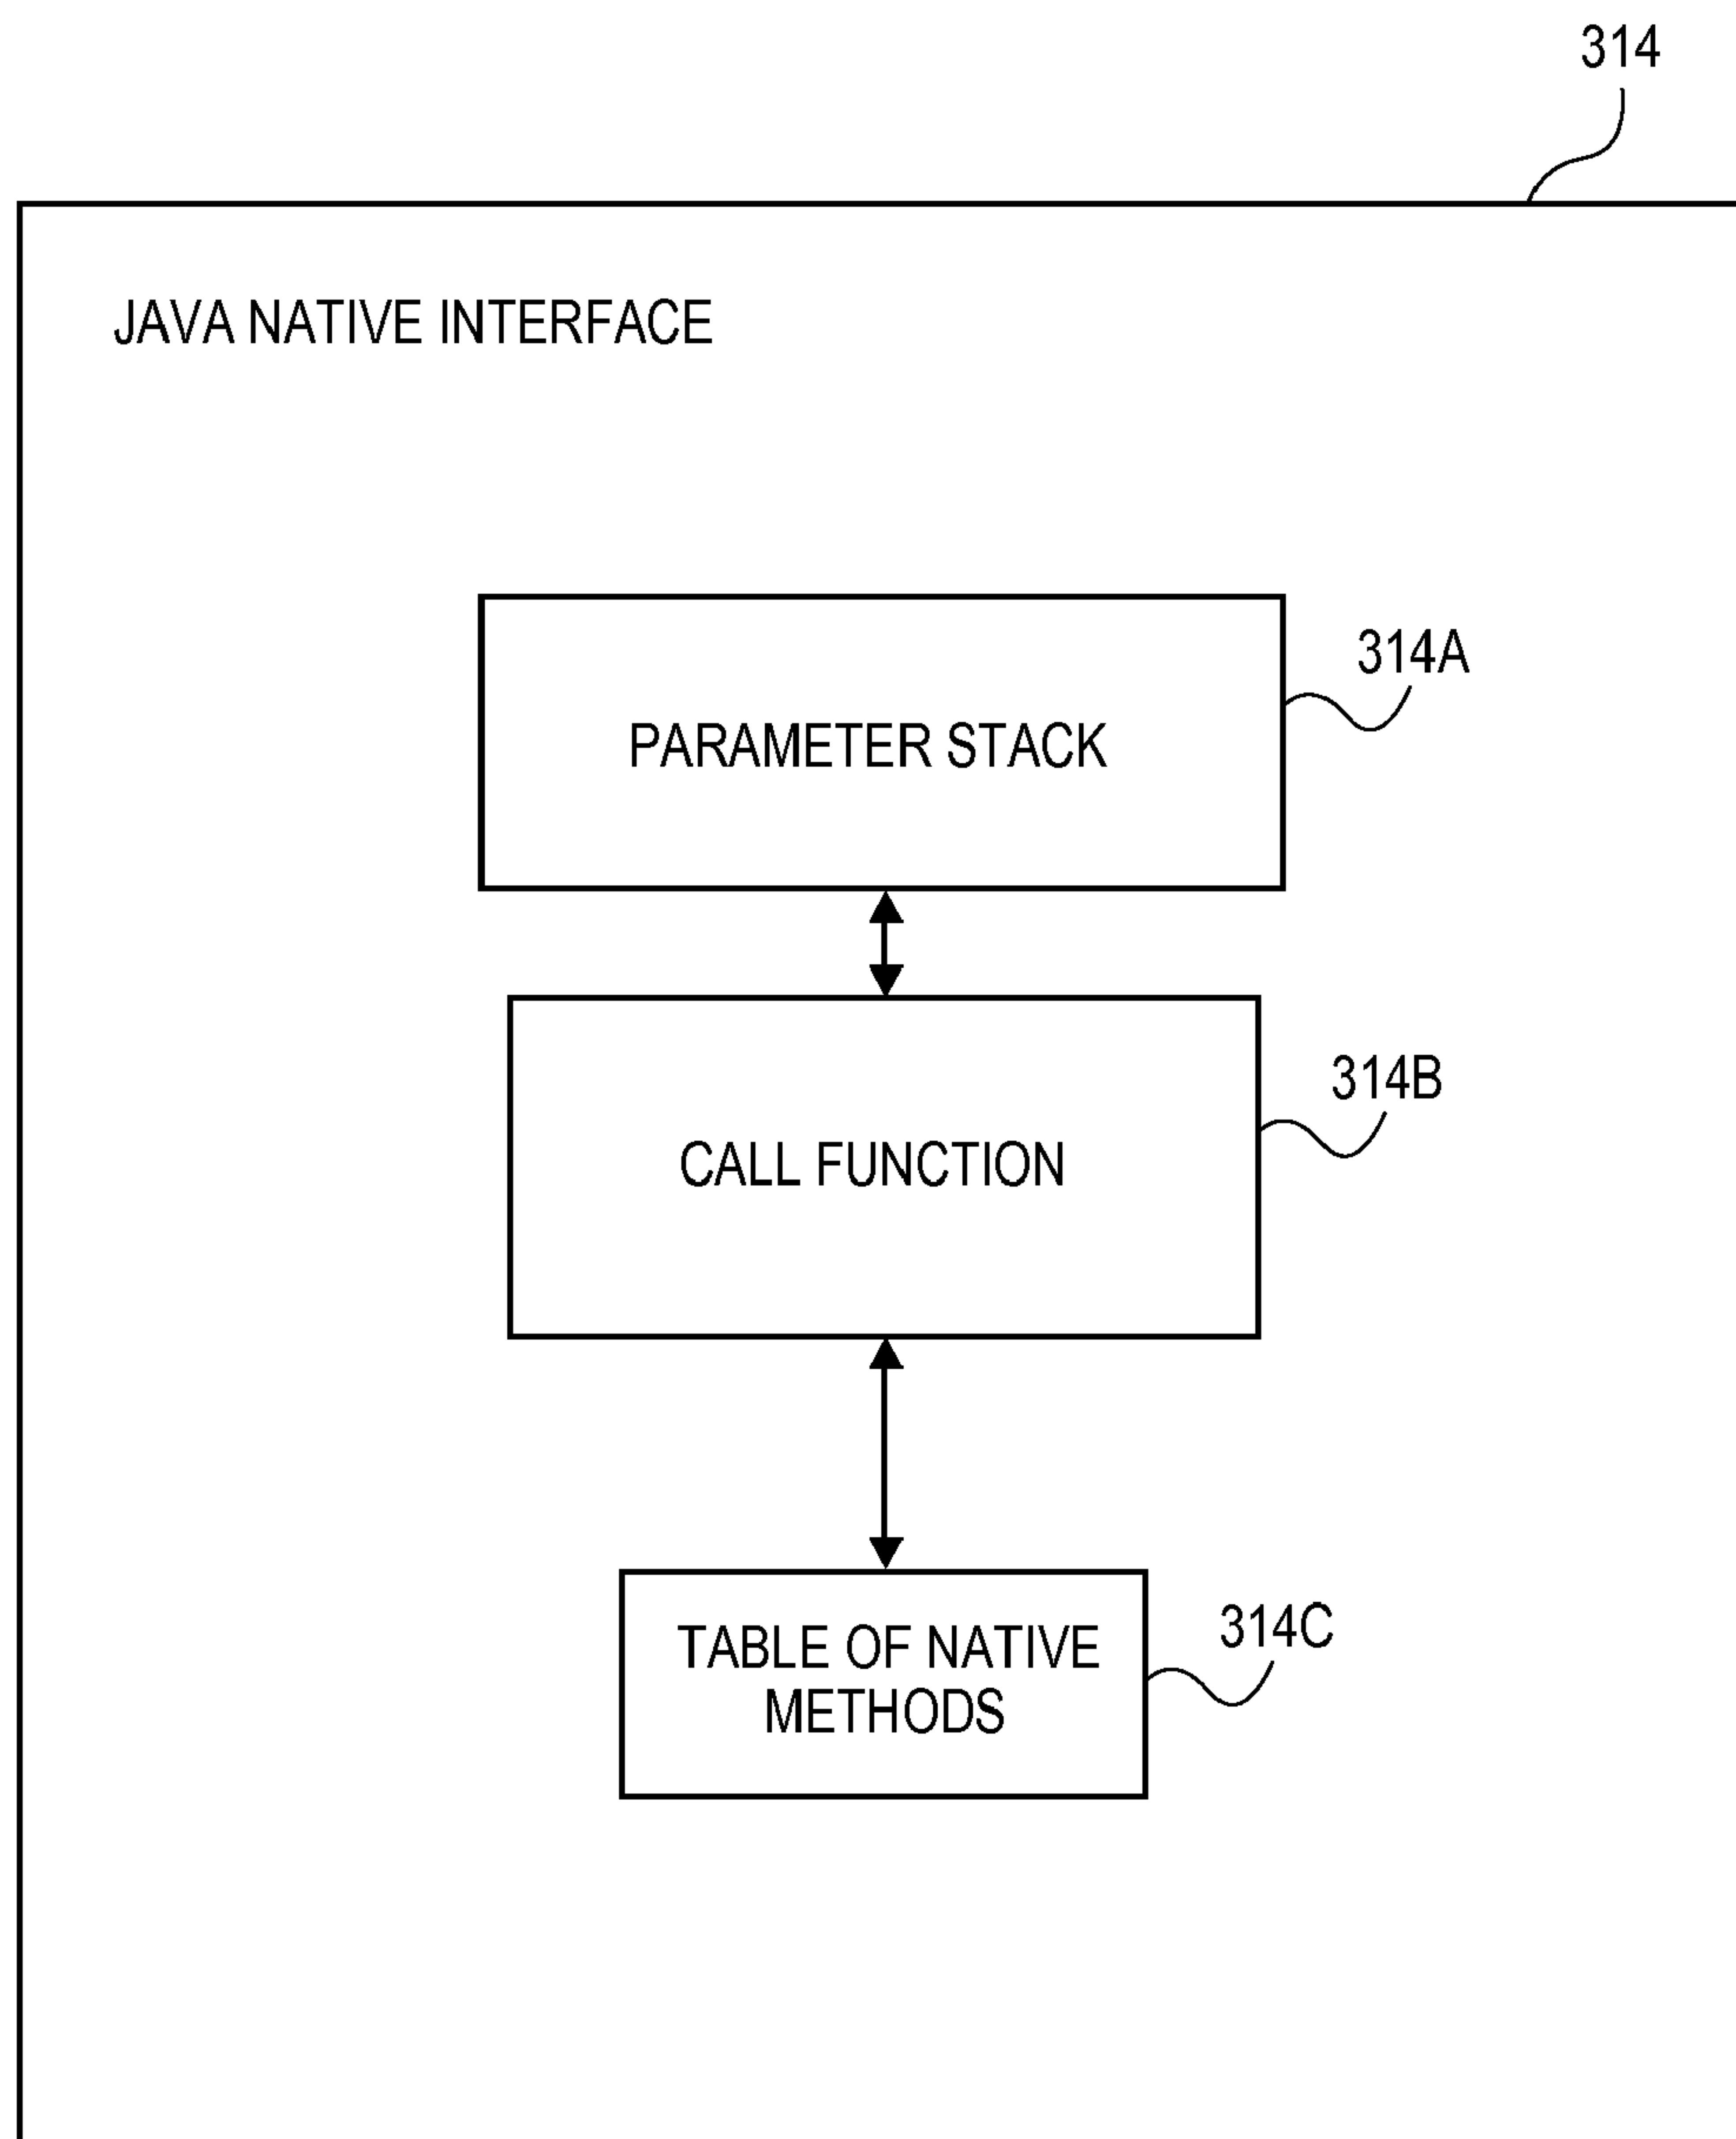 314
JAVA NATIVE INTERFACE
314A
PARAMETER STACK
314B
CALL FUNCTION
314C
TABLE OF NATIVE
METHODS